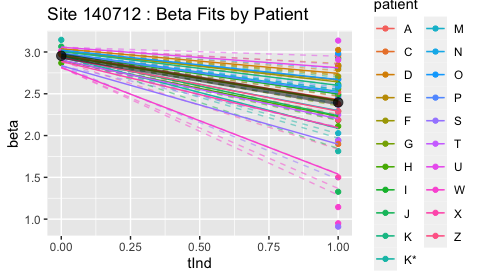 Site 140712 : Beta Fits by Patient
beta
3.0
2.5
2.0
1.5
1.0
0.00
0.25
0.50
0.75
1.00
tInd
patient
A
C
D
E
F
G
H
I
J
K
K*
M
N
O
P
S
T
U
W
X
Z